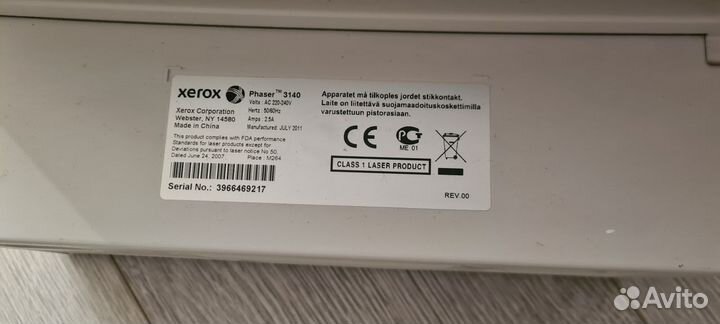 xerox Phaser™ 3140
Volts : AC 220-240V
Xerox Corporation Hertz : 50/60Hz
Webster, NY 14580 Amps : 2.5A
Made in China Manufactured: JULY 2011
This product complies with FDA performance
Standards for laser products except for
Deviations pursuant to laser notice No 50,
Dated June 24, 2007. Place : M264
Serial No.: 3966469217
Apparatet må tilkoples jordet stikkontakt.
Laite on liitettävä suojamaadoituskoskettimilla
varustettuun pistorasiaan.
CE
ME 01
CLASS 1 LASER PRODUCT
REV.00
Avito